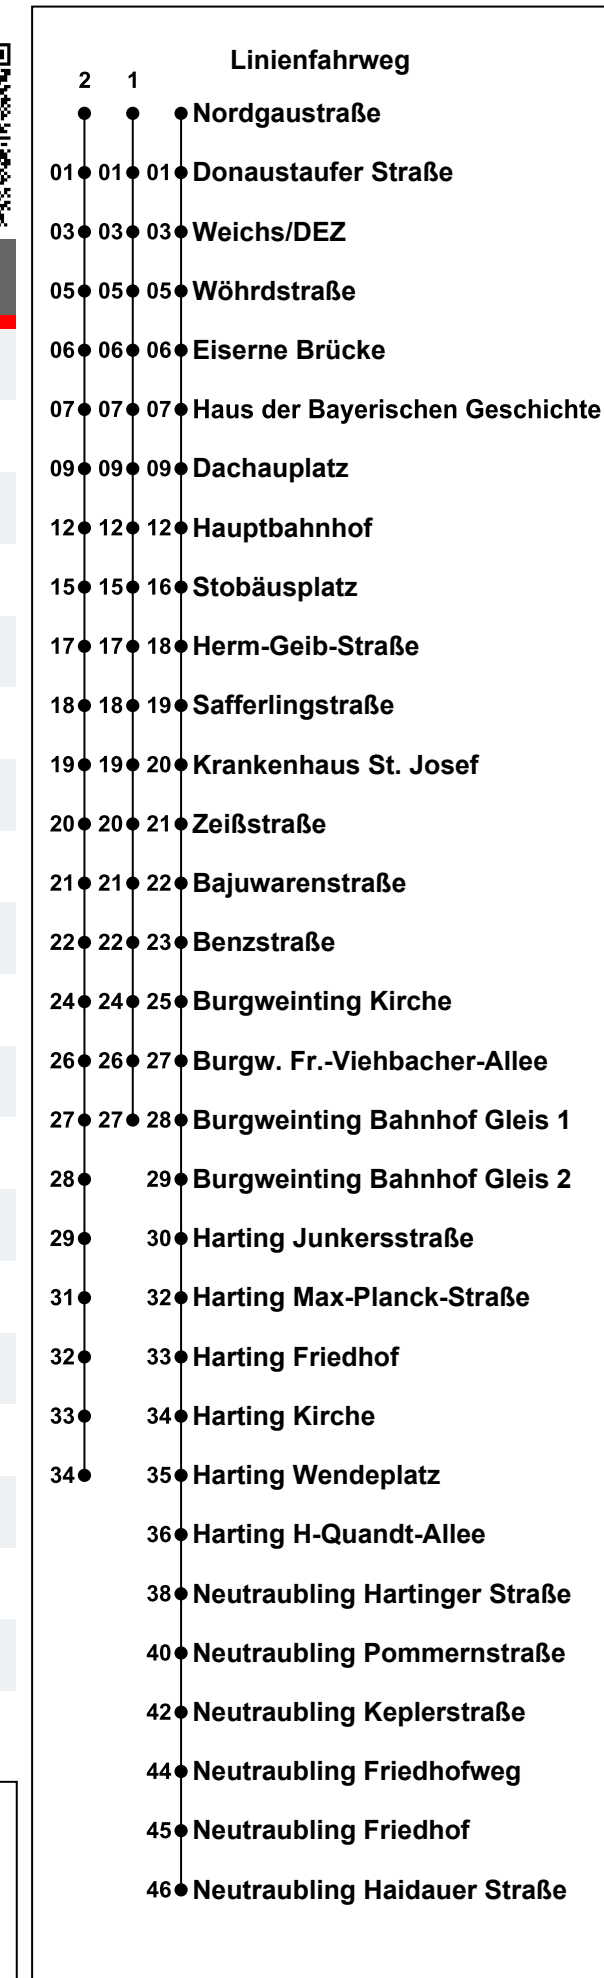 Linienfahrweg
2 1
Nordgaustraße
01 01 01 Donaustaufer Straße
03 03 03 Weichs/DEZ
05 05 05 Wöhrdstraße
06 06 06 Eiserne Brücke
07 07 07 Haus der Bayerischen Geschichte
09 09 09 Dachauplatz
12 12 12 Hauptbahnhof
15 15 16 Stobäusplatz
17 17 18 Herm-Geib-Straße
18 18 19 Safferlingstraße
19 19 20 Krankenhaus St. Josef
20 20 21 Zeißstraße
21 21 22 Bajuwarenstraße
22 22 23 Benzstraße
24 24 25 Burgweinting Kirche
26 26 27 Burgw. Fr.-Viehbacher-Allee
27 27 28 Burgweinting Bahnhof Gleis 1
28 29 Burgweinting Bahnhof Gleis 2
29 30 Harting Junkersstraße
31 32 Harting Max-Planck-Straße
32 33 Harting Friedhof
33 34 Harting Kirche
34 35 Harting Wendeplatz
36 Harting H-Quandt-Allee
38 Neutraubling Hartinger Straße
40 Neutraubling Pommernstraße
42 Neutraubling Keplerstraße
44 Neutraubling Friedhofweg
45 Neutraubling Friedhof
46 Neutraubling Haidauer Straße